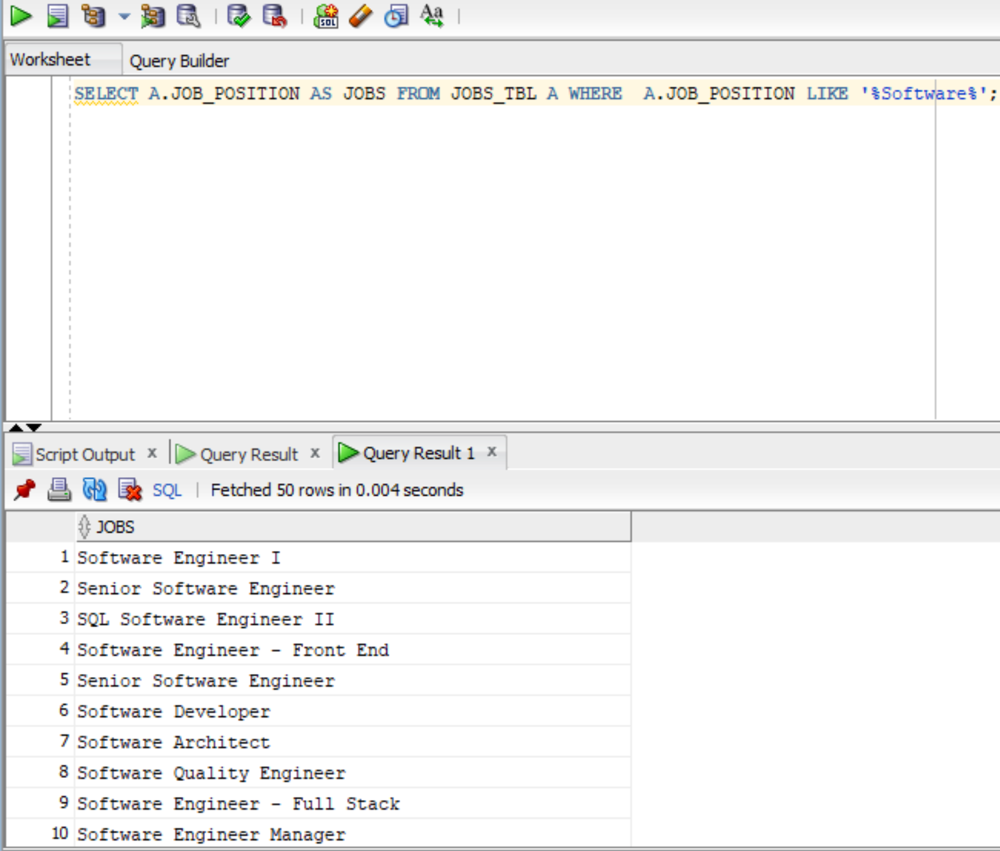 SQL Aa
Worksheet Query Builder
SELECT A.JOB_POSITION AS JOBS FROM JOBS_TBL A WHERE  A.JOB_POSITION LIKE '%Software%';
Script Output x Query Result x Query Result 1 x
SQL | Fetched 50 rows in 0.004 seconds
JOBS
1 Software Engineer I
2 Senior Software Engineer
3 SQL Software Engineer II
4 Software Engineer - Front End
5 Senior Software Engineer
6 Software Developer
7 Software Architect
8 Software Quality Engineer
9 Software Engineer - Full Stack
10 Software Engineer Manager